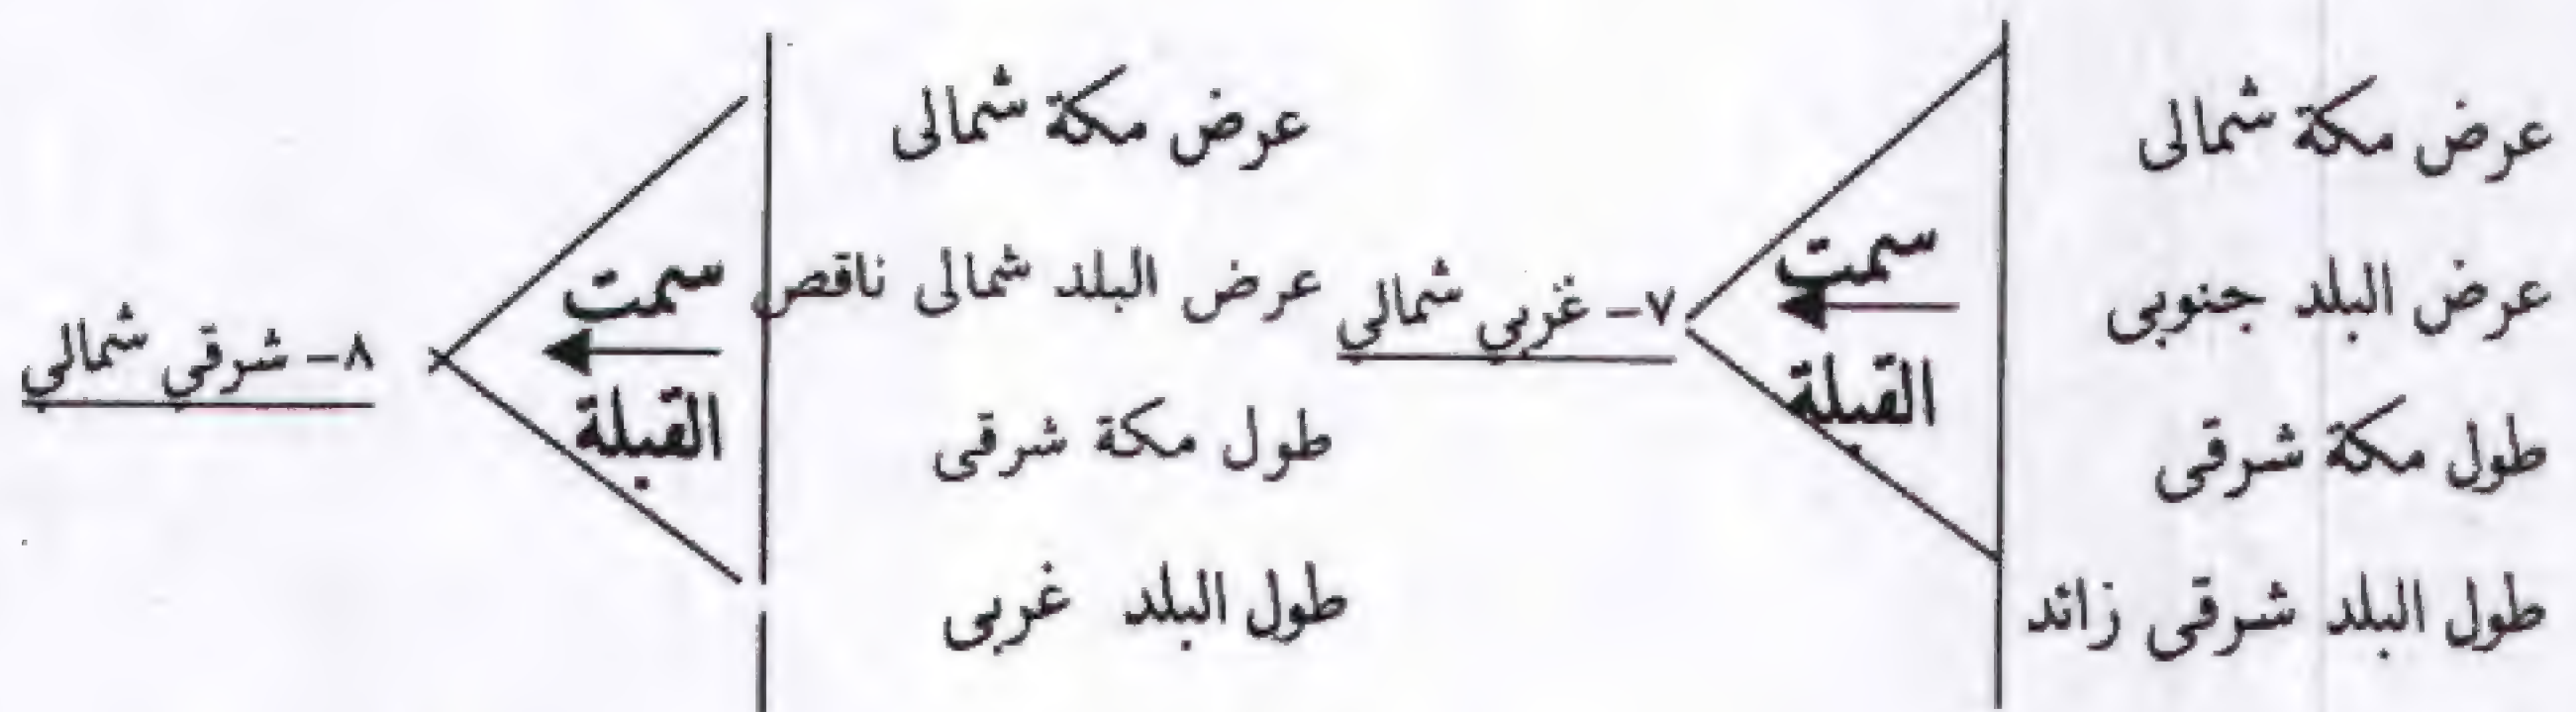 عرض مكة شمالى
عرض البلد جنوبى
طول مكة شرقى
طول البلد شرقى زائد
سمت
القبلة
٧- غربي شمالي
عرض مكة شمالى
عرض البلد شمالى ناقص
طول مكة شرقى
طول البلد غربى
سمت
القبلة
٨- شرقي شمالي